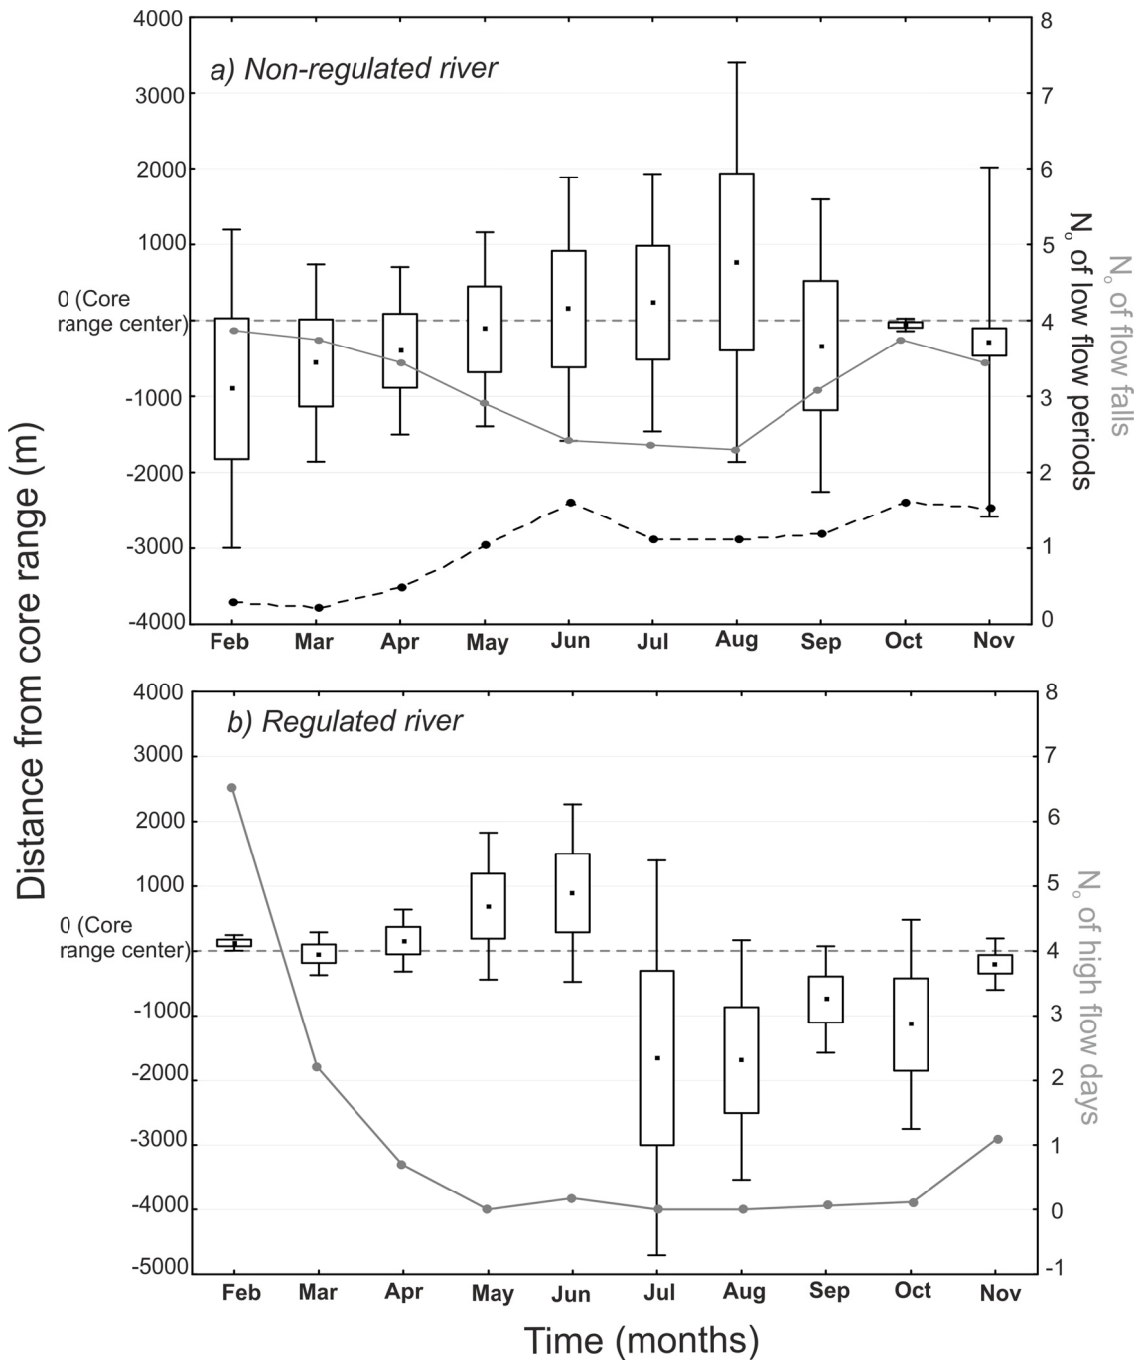 Distance from core range (m)
a) Non-regulated river
4000
3000
2000
1000
0 (Core
range center)
-1000
-2000
-3000
-4000
8
7
6
5
4
3
2
1
0
No of low flow periods
No of flow falls
Feb Mar Apr May Jun Jul Aug Sep Oct Nov
b) Regulated river
4000
3000
2000
1000
0 (Core
range center)
-1000
-2000
-3000
-4000
-5000
8
7
6
5
4
3
2
1
0
-1
No of high flow days
Feb Mar Apr May Jun Jul Aug Sep Oct Nov
Time (months)